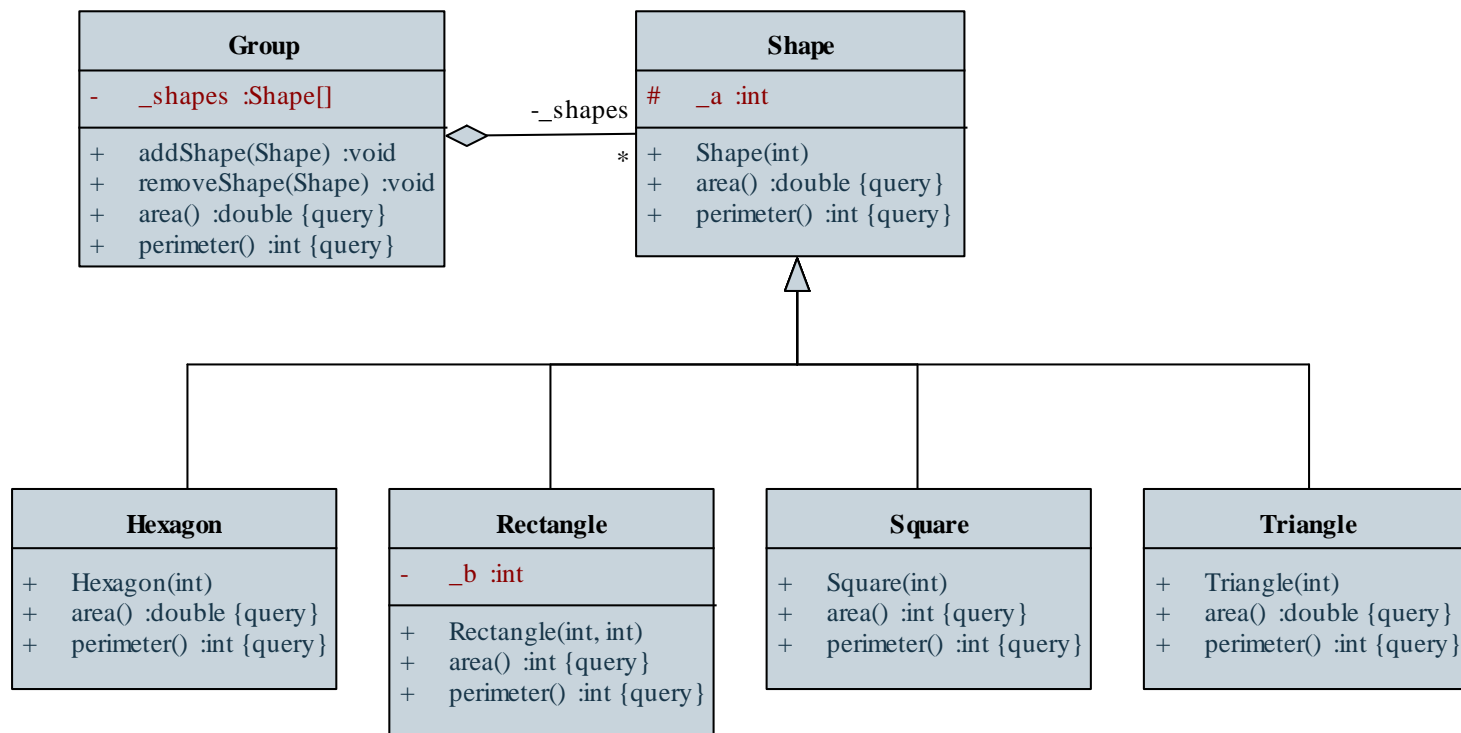 Group
- _shapes :Shape[]
+ addShape(Shape) :void
+ removeShape(Shape) :void
+ area() :double {query}
+ perimeter() :int {query}
-_shapes
*
Shape
# _a :int
+ Shape(int)
+ area() :double {query}
+ perimeter() :int {query}
Hexagon
+ Hexagon(int)
+ area() :double {query}
+ perimeter() :int {query}
Rectangle
- _b :int
+ Rectangle(int, int)
+ area() :int {query}
+ perimeter() :int {query}
Square
+ Square(int)
+ area() :int {query}
+ perimeter() :int {query}
Triangle
+ Triangle(int)
+ area() :double {query}
+ perimeter() :int {query}